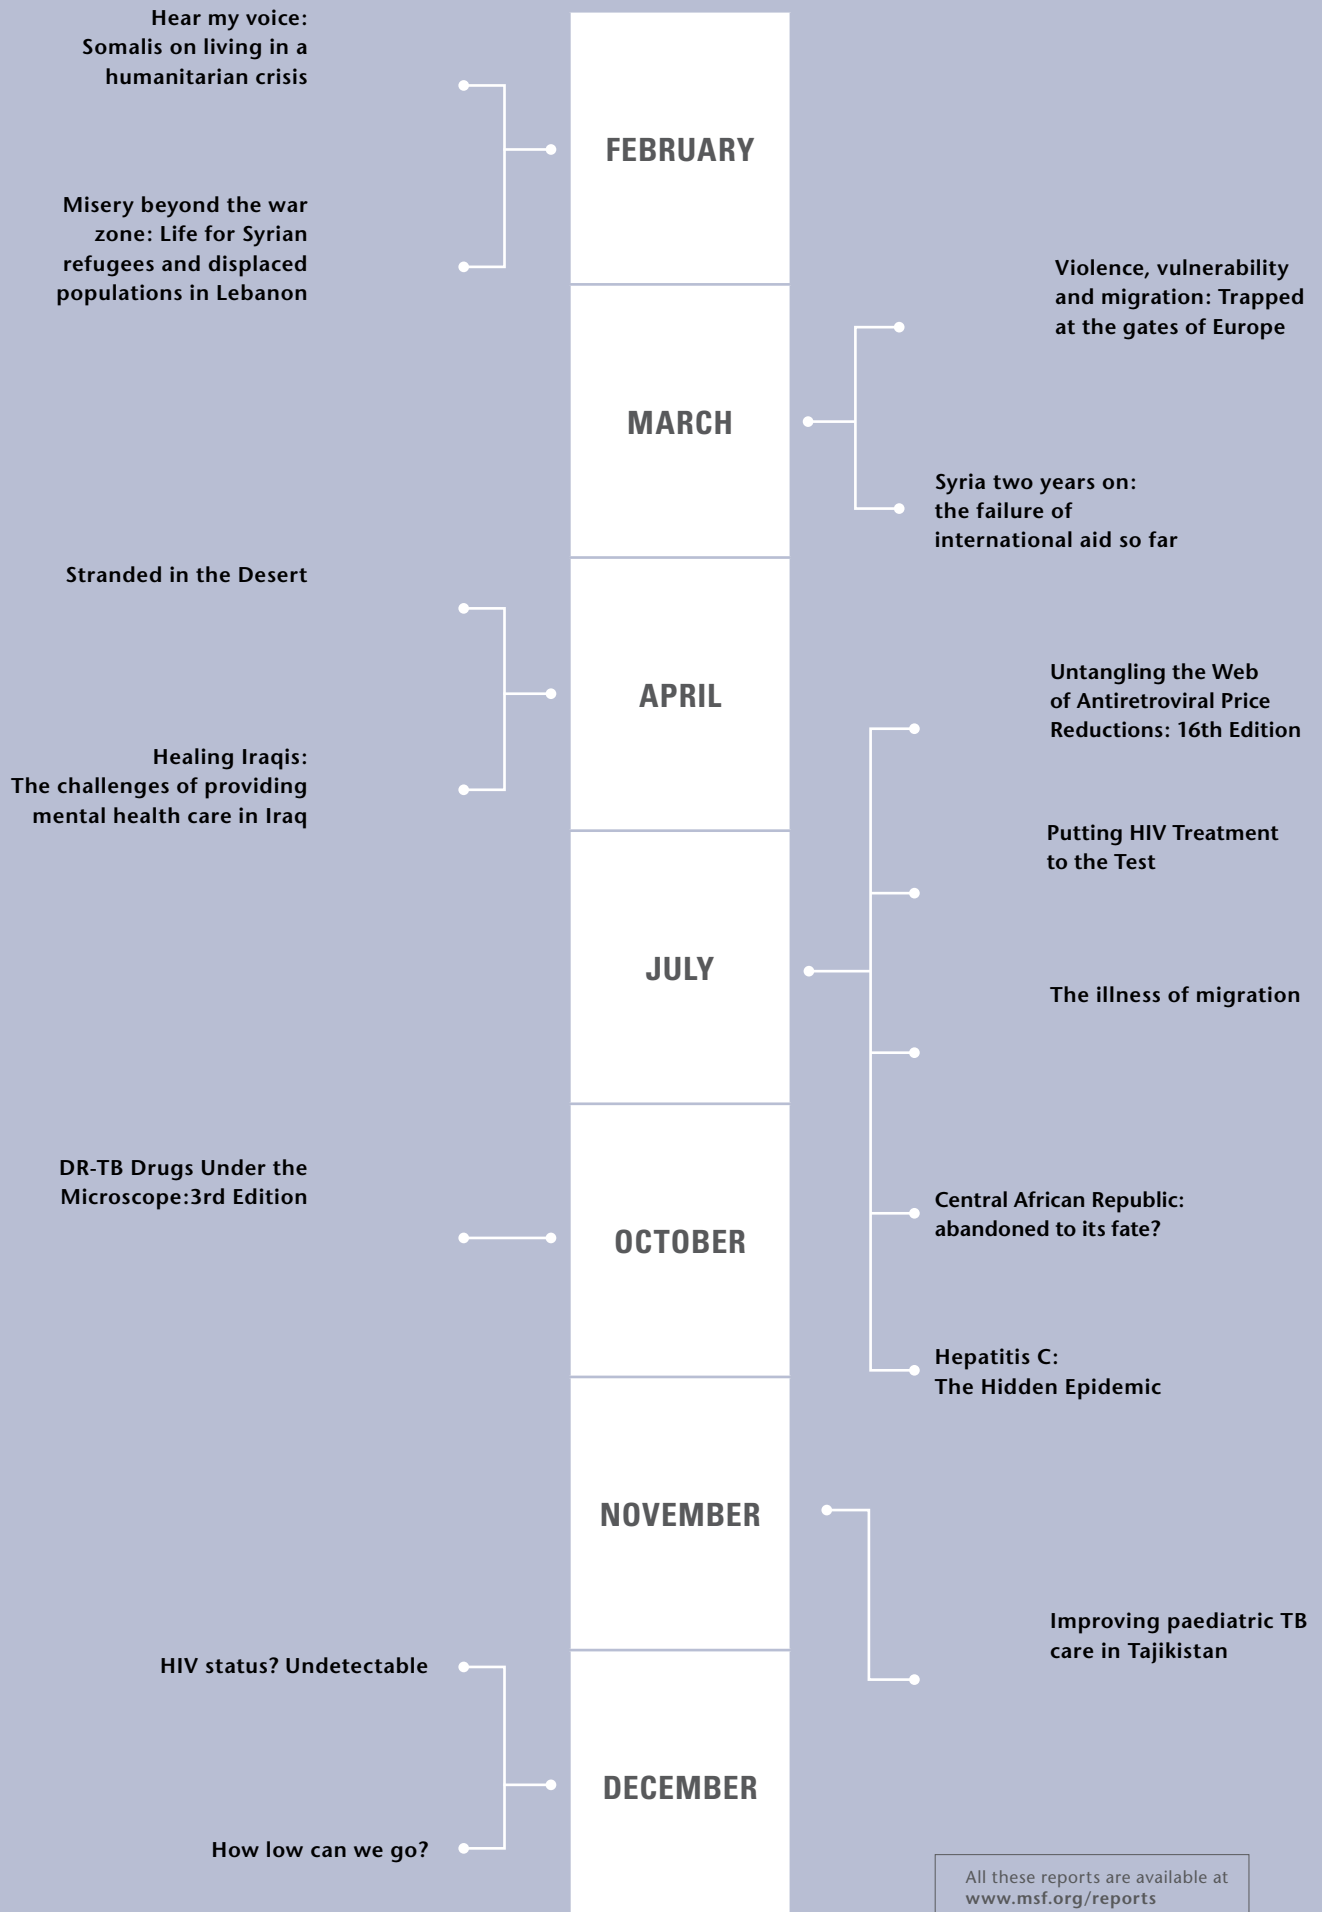 Hear my voice:
Somalis on living in a
humanitarian crisis
FEBRUARY
Misery beyond the war
zone: Life for Syrian
refugees and displaced
populations in Lebanon
Violence, vulnerability
and migration: Trapped
at the gates of Europe
MARCH
Syria two years on:
the failure of
international aid so far
Stranded in the Desert
APRIL
Healing Iraqis:
The challenges of providing
mental health care in Iraq
Untangling the Web
of Antiretroviral Price
Reductions: 16th Edition
Putting HIV Treatment
to the Test
JULY
The illness of migration
Central African Republic:
abandoned to its fate?
Hepatitis C:
The Hidden Epidemic
DR-TB Drugs Under the
Microscope:3rd Edition
OCTOBER
NOVEMBER
Improving paediatric TB
care in Tajikistan
HIV status? Undetectable
DECEMBER
How low can we go?
All these reports are available at
www.msf.org/reports